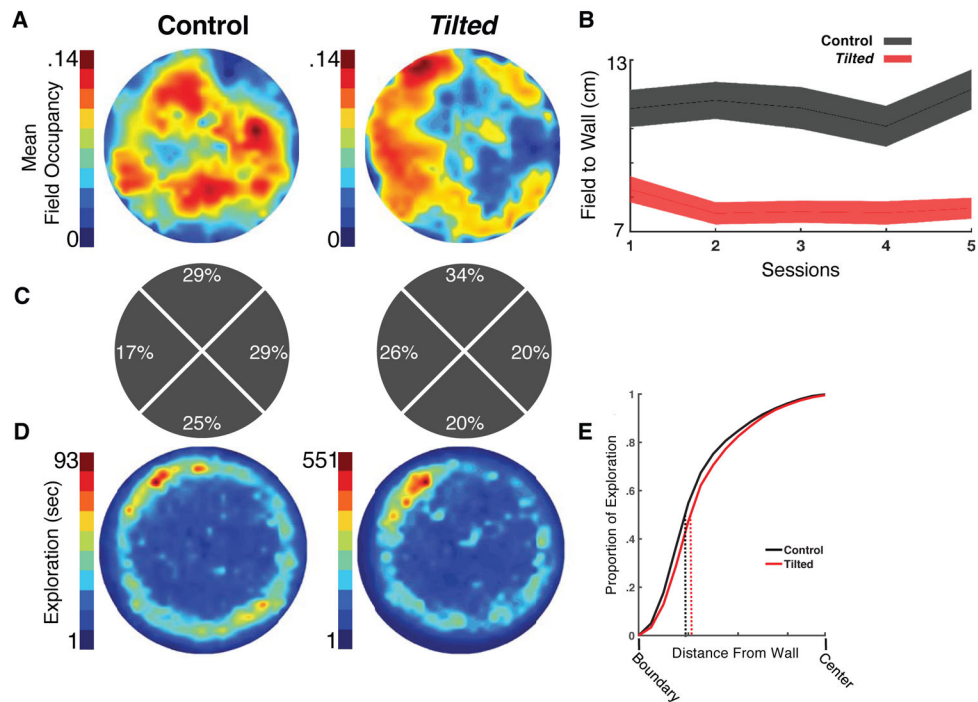 A
Control
Tilted
.14
0
Mean
Field Occupancy
.14
0
B
Control
Tilted
13
7
Field to Wall (cm)
1
2
3
4
5
Sessions
C
29%
17%
29%
25%
34%
26%
20%
20%
D
93
1
Exploration (sec)
551
1
E
1
.8
.6
.4
.2
0
Proportion of Exploration
Control
Tilted
Distance From Wall
Boundary
Center